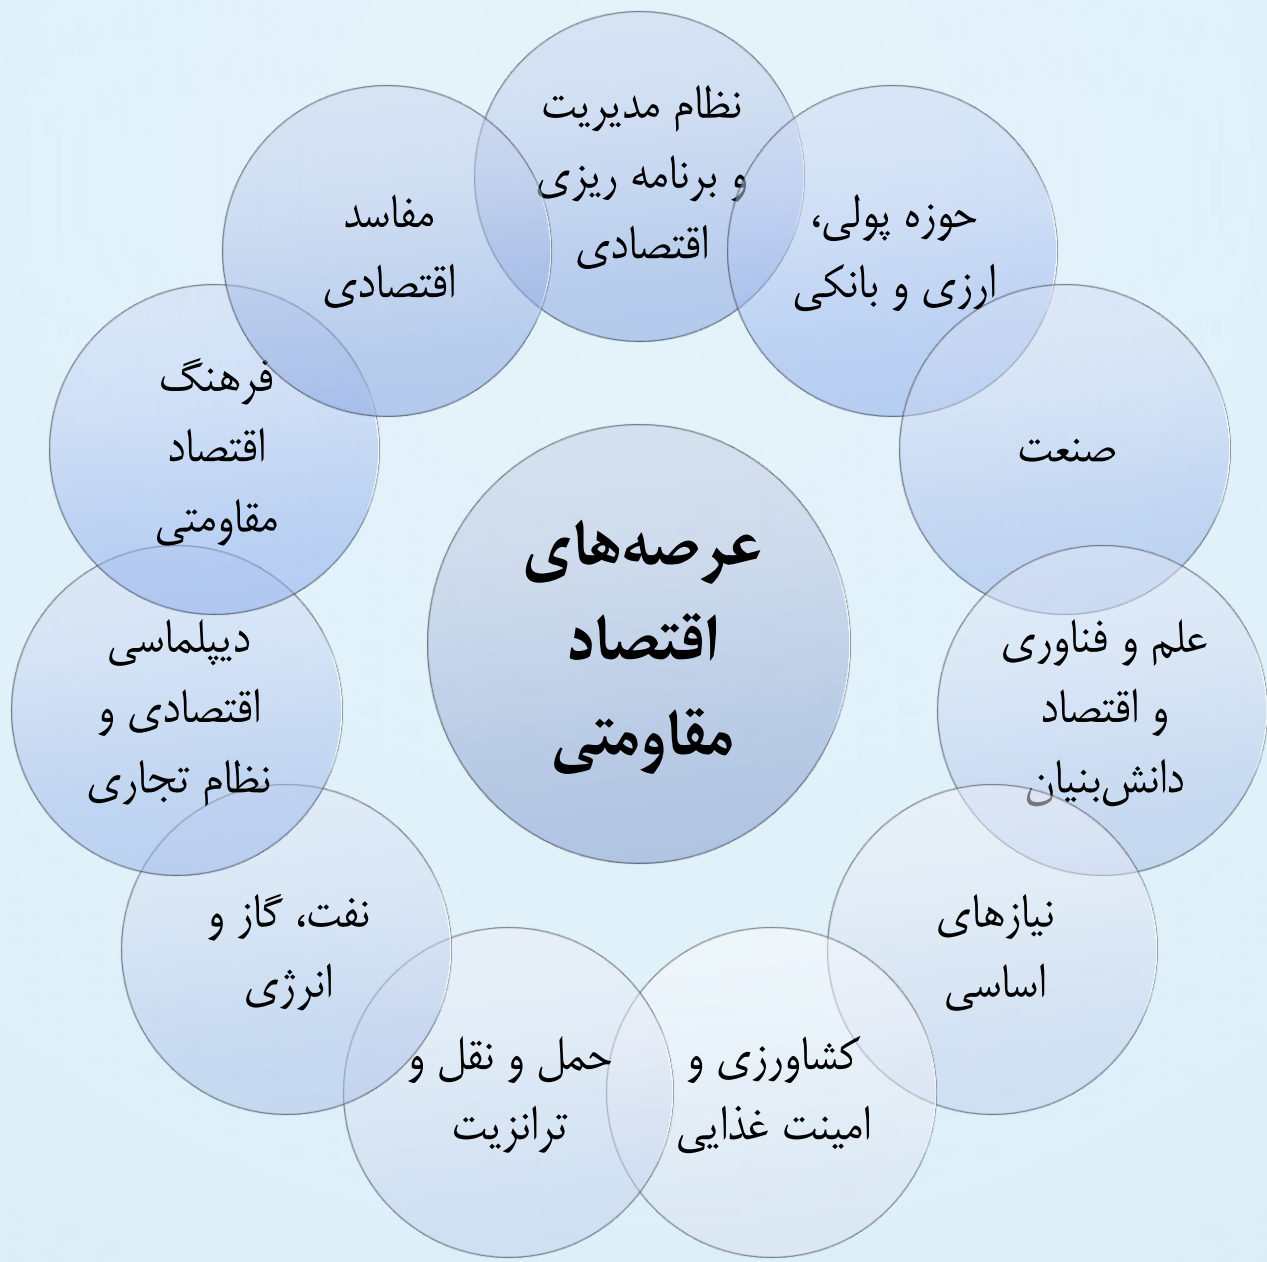 نظام مدیریت
و برنامه ریزی
اقتصادی
حوزه پولی،
ارزی و بانکی
صنعت
علم و فناوری
و اقتصاد
دانش‌بنیان
نیازهای
اساسی
کشاورزی و
امینت غذایی
حمل و نقل و
ترانزیت
نفت، گاز و
انرژی
دیپلماسی
اقتصادی و
نظام تجاری
فرهنگ
اقتصاد
مقاومتی
مفاسد
اقتصادی
عرصه‌های
اقتصاد
مقاومتی